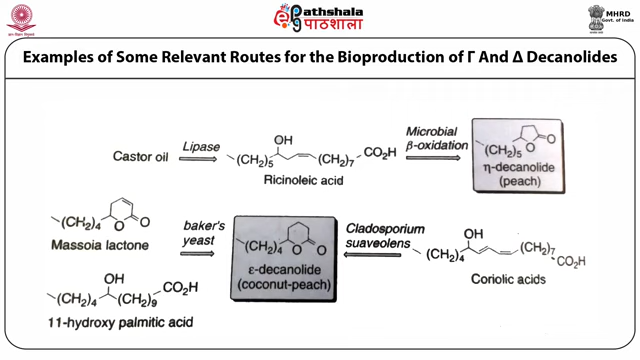 Pathshala
पाठशाला
MHRD
Govt. of India
Examples of Some Relevant Routes for the Bioproduction of Γ And Δ Decanolides
Castor oil
Lipase
OH
(CH₂)₅
(CH₂)₇
CO₂H
Ricinoleic acid
Microbial
β-oxidation
(CH₂)₅
O
O
η-decanolide
(peach)
(CH₂)₄
O
O
Massoia lactone
baker's
yeast
(CH₂)₄
O
O
ε-decanolide
(coconut-peach)
Cladosporium
suaveolens
OH
(CH₂)₄
(CH₂)₇
CO₂H
Coriolic acids
OH
(CH₂)₄
(CH₂)₉
CO₂H
11-hydroxy palmitic acid